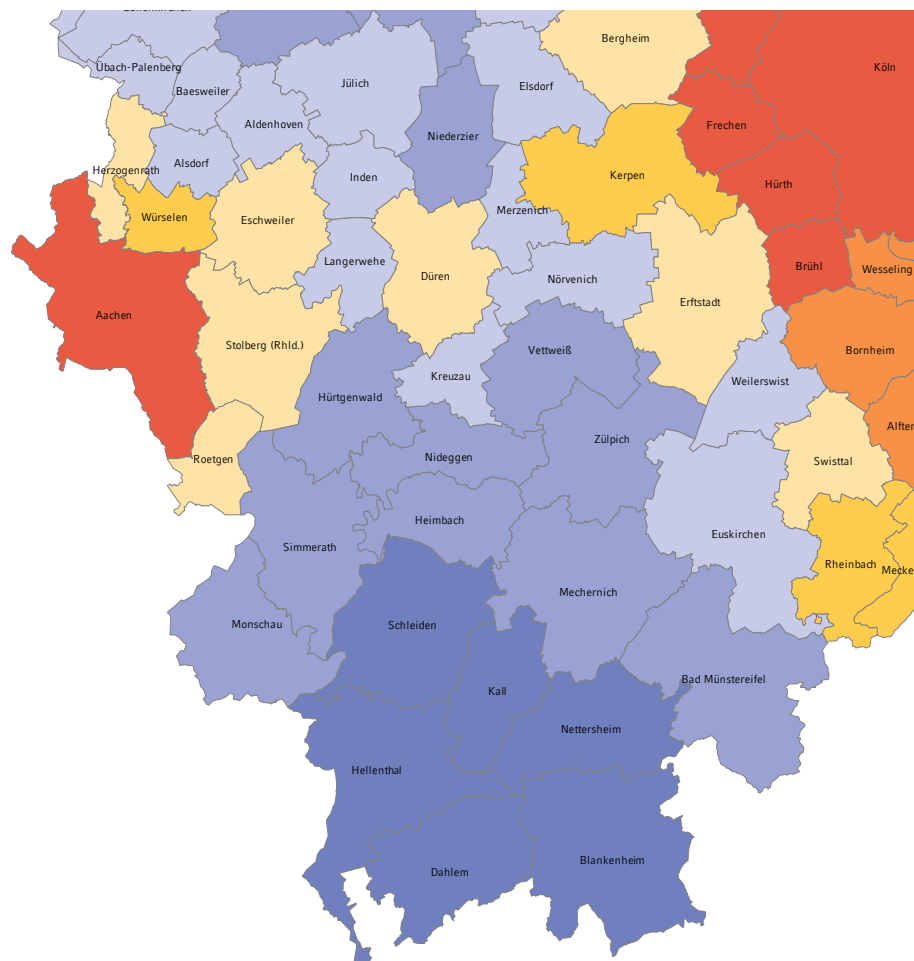 Bergheim
Köln
Übach-Palenberg
Baesweiler
Jülich
Elsdorf
Aldenhoven
Niederzier
Frechen
Herzogenrath
Alsdorf
Inden
Kerpen
Hürth
Würselen
Eschweiler
Merzenich
Langerwehe
Düren
Nörvenich
Brühl
Wesseling
Aachen
Erftstadt
Stolberg (Rhld.)
Vettweiß
Bornheim
Kreuzau
Weilerswist
Hürtgenwald
Zülpich
Alfter
Roetgen
Nideggen
Swisttal
Heimbach
Simmerath
Euskirchen
Rheinbach
Mecke
Mechernich
Monschau
Schleiden
Bad Münstereifel
Kall
Nettersheim
Hellenthal
Blankenheim
Dahlem